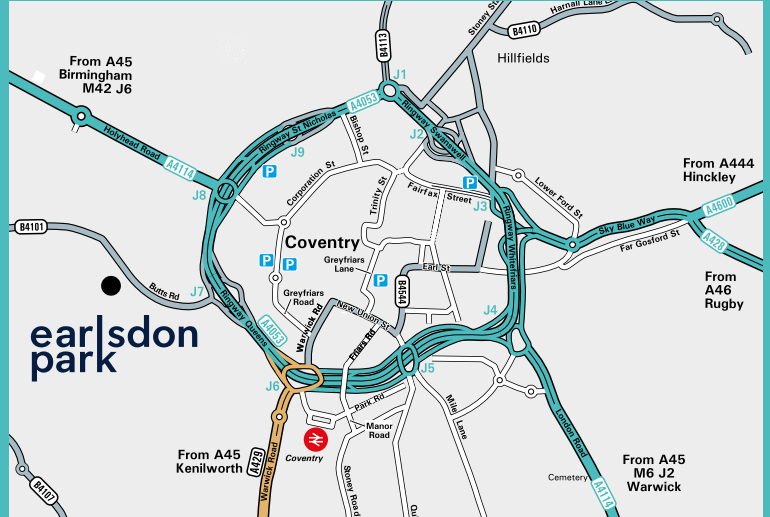 Stoney St
Harnall Lane E
B4113
B4110
Hillfields
From A45
Birmingham
M42 J6
J1
A4053
Ringway St Nicholas
Ringway Swanswell
J2
J9
Bishop St
Holyhead Road
A4114
P
P
Corporation St
Trinity St
Fairfax Street
J3
Lower Ford St
From A444
Hinckley
J8
A4600
Sky Blue Way
A428
Far Gosford St
B4101
Coventry
Ringway Whitefriars
Greyfriars
Lane
P
P
P
Earl St
From
A46
Rugby
Butts Rd
J7
Greyfriars
Road
B4544
Ringway Queens
A4053
Warwick Rd
New Union St
J4
earlsdon
park
Friars Rd
J5
J6
Park Rd
Mile Lane
Manor
Road
London Road
Coventry
From A45
Kenilworth
A429
Warwick Road
Stoney Road
Qu
Cemetery
From A45
M6 J2
Warwick
A4114
B4107